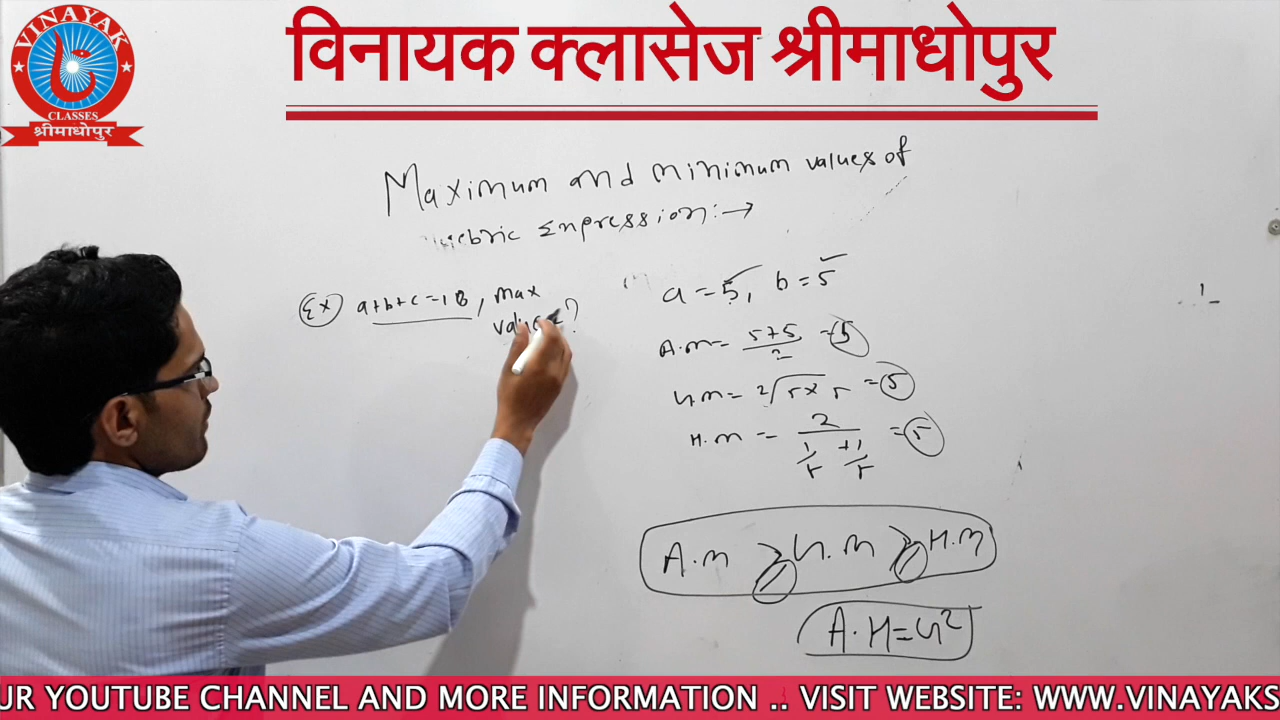 VINAYAK
CLASSES
श्रीमाधोपुर
विनायक क्लासेज श्रीमाधोपुर
Maximum and minimum values of
Expression:→
Ex a+b+c=18, max
value?
a=5, b=5
A.m= 5+5/2 =5
G.m= 2√5×5 =5
H.m = 2/(1/5+1/5) =5
A.m ≥ G.m ≥ H.m
A.H=G²
UR YOUTUBE CHANNEL AND MORE INFORMATION .. VISIT WEBSITE: WWW.VINAYAKS